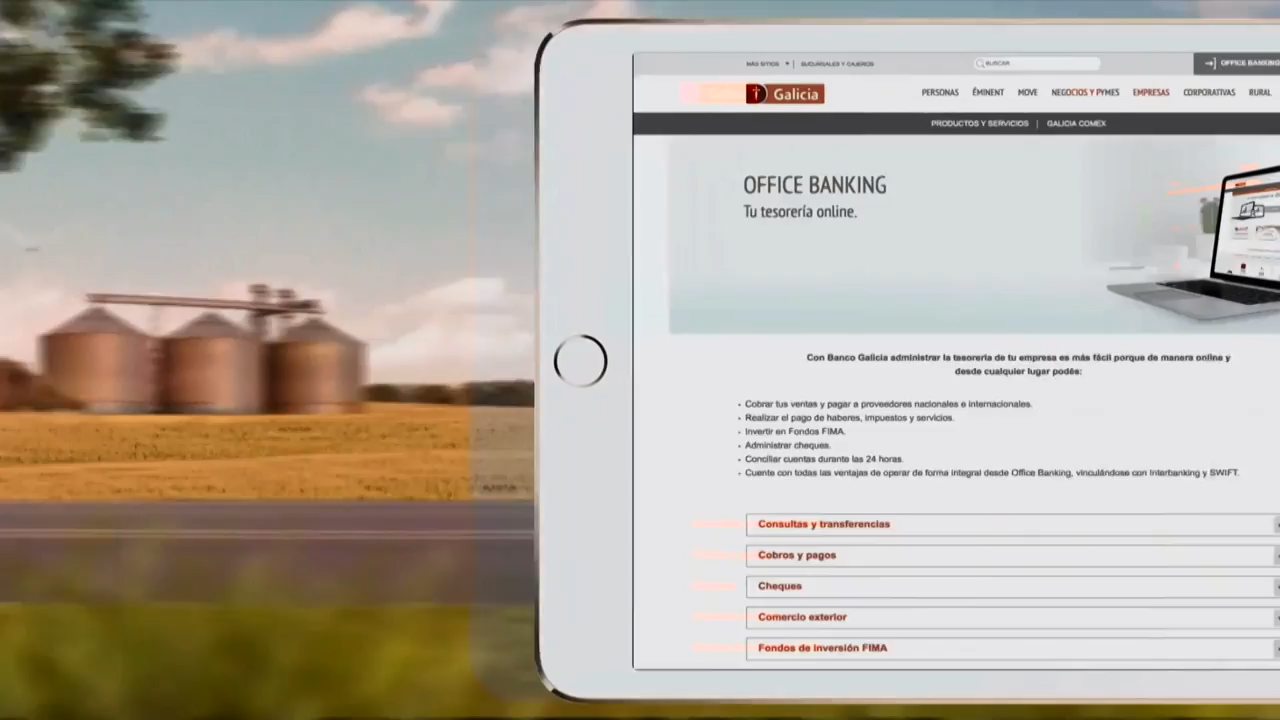 MÁS SITIOS ▼ | SUCURSALES Y CAJEROS
BUSCAR
OFFICE BANKING
Galicia
PERSONAS ÉMINENT MOVE NEGOCIOS Y PYMES EMPRESAS CORPORATIVAS RURAL
PRODUCTOS Y SERVICIOS | GALICIA COMEX
OFFICE BANKING
Tu tesorería online.
Con Banco Galicia administrar la tesorería de tu empresa es más fácil porque de manera online y
desde cualquier lugar podés:
• Cobrar tus ventas y pagar a proveedores nacionales e internacionales.
• Realizar el pago de haberes, impuestos y servicios.
• Invertir en Fondos FIMA.
• Administrar cheques.
• Conciliar cuentas durante las 24 horas.
• Cuente con todas las ventajas de operar de forma integral desde Office Banking, vinculándose con Interbanking y SWIFT.
Consultas y transferencias
Cobros y pagos
Cheques
Comercio exterior
Fondos de inversión FIMA